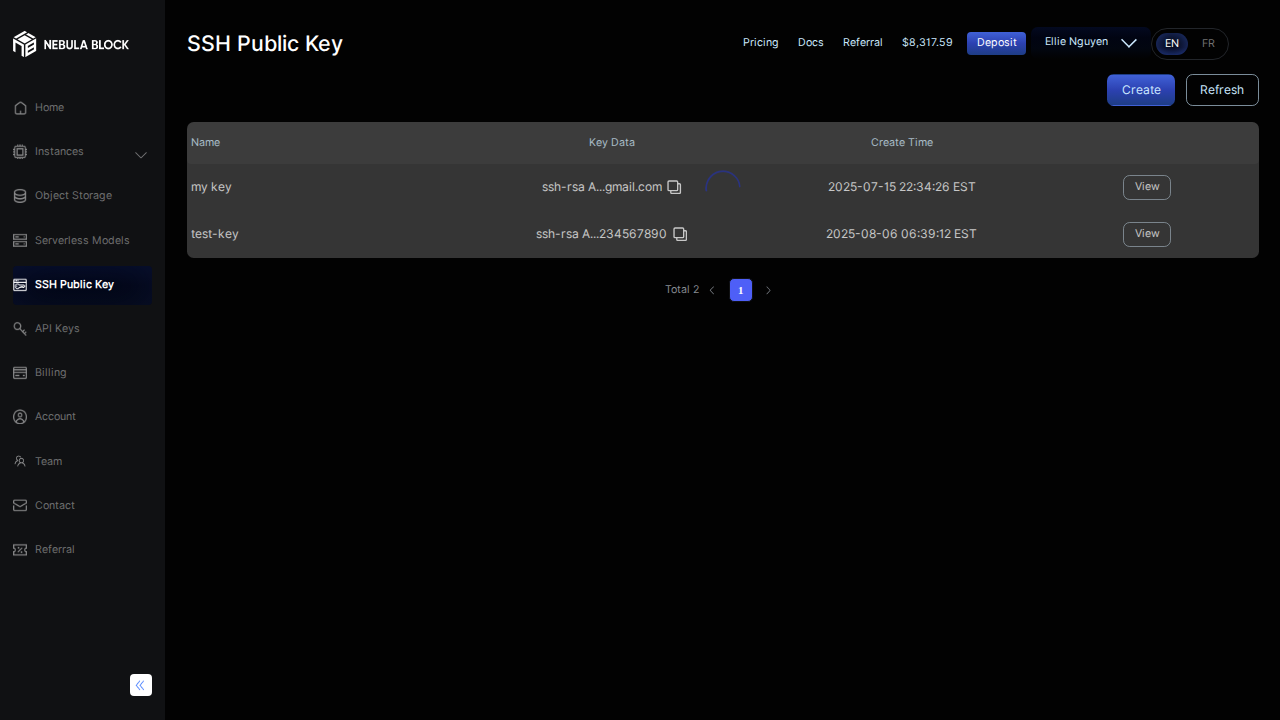 NEBULA BLOCK
Home
Instances
Object Storage
Serverless Models
SSH Public Key
API Keys
Billing
Account
Team
Contact
Referral
SSH Public Key
Pricing Docs Referral $8,317.59 Deposit Ellie Nguyen EN FR
Create Refresh
Name Key Data Create Time
my key ssh-rsa A...gmail.com 2025-07-15 22:34:26 EST View
test-key ssh-rsa A...234567890 2025-08-06 06:39:12 EST View
Total 2 1